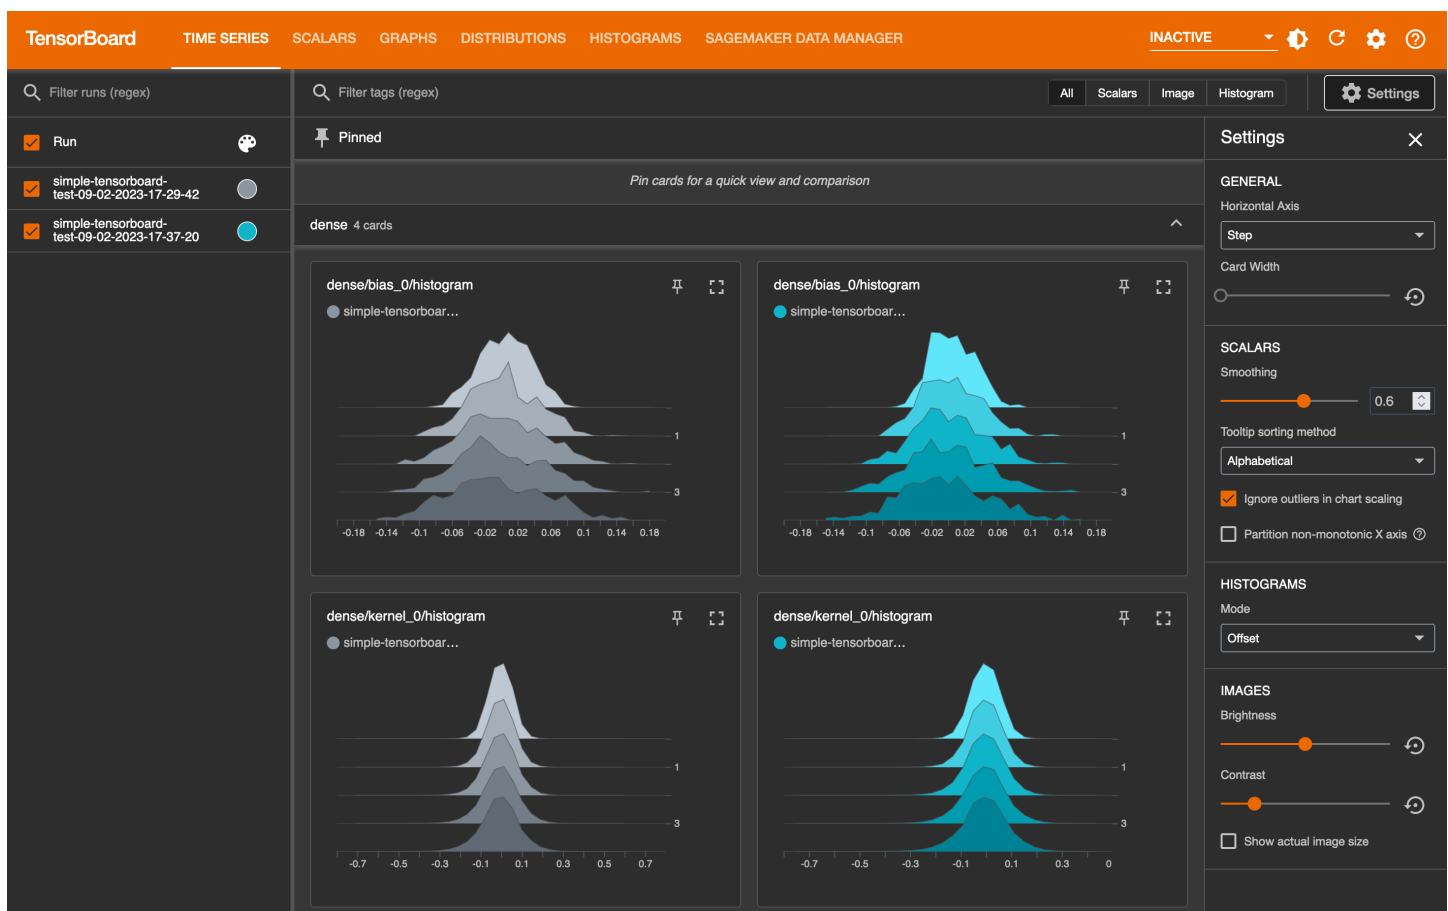 TensorBoard
TIME SERIES
SCALARS
GRAPHS
DISTRIBUTIONS
HISTOGRAMS
SAGEMAKER DATA MANAGER
INACTIVE
Filter runs (regex)
Run
simple-tensorboard-
test-09-02-2023-17-29-42
simple-tensorboard-
test-09-02-2023-17-37-20
Filter tags (regex)
All
Scalars
Image
Histogram
Settings
Pinned
Pin cards for a quick view and comparison
dense 4 cards
dense/bias_0/histogram
simple-tensorboar...
1
3
-0.18 -0.14 -0.1 -0.06 -0.02 0.02 0.06 0.1 0.14 0.18
dense/bias_0/histogram
simple-tensorboar...
1
3
-0.18 -0.14 -0.1 -0.06 -0.02 0.02 0.06 0.1 0.14 0.18
dense/kernel_0/histogram
simple-tensorboar...
1
3
-0.7 -0.5 -0.3 -0.1 0.1 0.3 0.5 0.7
dense/kernel_0/histogram
simple-tensorboar...
1
3
-0.7 -0.5 -0.3 -0.1 0.1 0.3 0
Settings
GENERAL
Horizontal Axis
Step
Card Width
SCALARS
Smoothing
0.6
Tooltip sorting method
Alphabetical
Ignore outliers in chart scaling
Partition non-monotonic X axis
HISTOGRAMS
Mode
Offset
IMAGES
Brightness
Contrast
Show actual image size